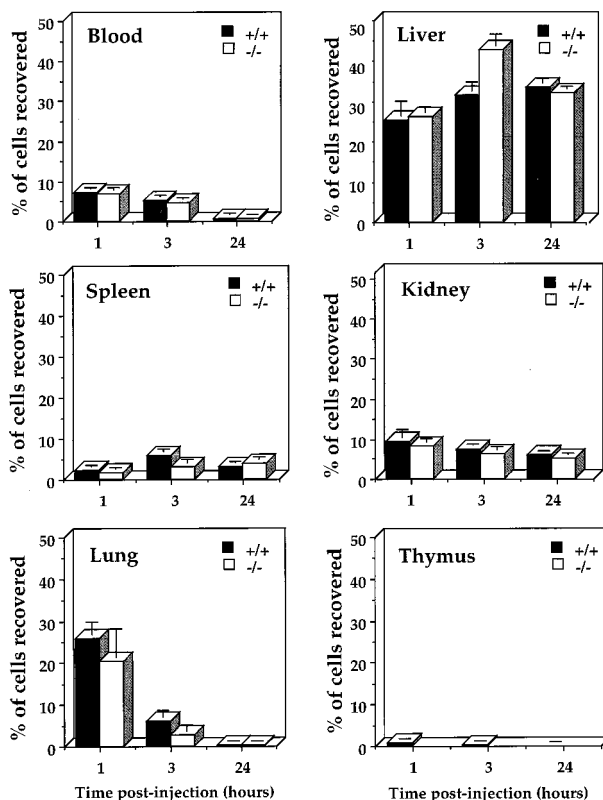 Blood
+/+
-/-
% of cells recovered
50
40
30
20
10
0
1 3 24
Liver
+/+
-/-
% of cells recovered
50
40
30
20
10
0
1 3 24
Spleen
+/+
-/-
% of cells recovered
50
40
30
20
10
0
1 3 24
Kidney
+/+
-/-
% of cells recovered
50
40
30
20
10
0
1 3 24
Lung
+/+
-/-
% of cells recovered
50
40
30
20
10
0
1 3 24
Time post-injection (hours)
Thymus
+/+
-/-
% of cells recovered
50
40
30
20
10
0
1 3 24
Time post-injection (hours)